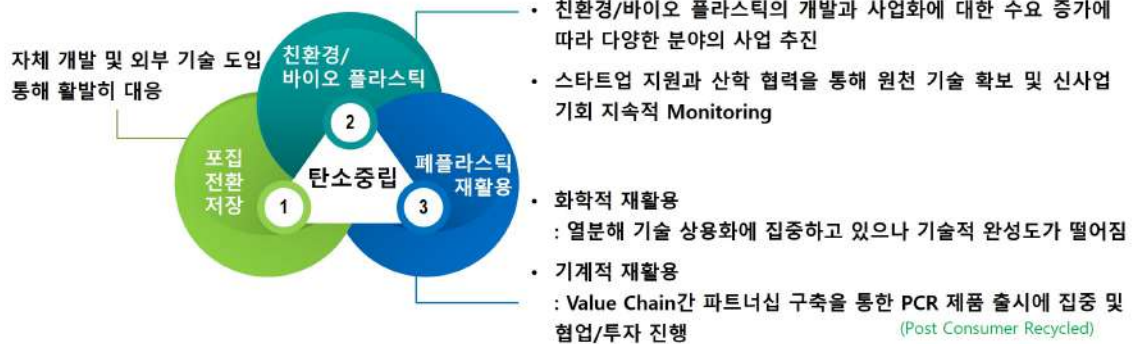 자체 개발 및 외부 기술 도입
통해 활발히 대응
포집
전환
저장
1
친환경/
바이오 플라스틱
2
탄소중립
폐플라스틱
재활용
3
• 친환경/바이오 플라스틱의 개발과 사업화에 대한 수요 증가에
따라 다양한 분야의 사업 추진
• 스타트업 지원과 산학 협력을 통해 원천 기술 확보 및 신사업
기회 지속적 Monitoring
• 화학적 재활용
: 열분해 기술 상용화에 집중하고 있으나 기술적 완성도가 떨어짐
• 기계적 재활용
: Value Chain간 파트너십 구축을 통한 PCR 제품 출시에 집중 및
협업/투자 진행
(Post Consumer Recycled)